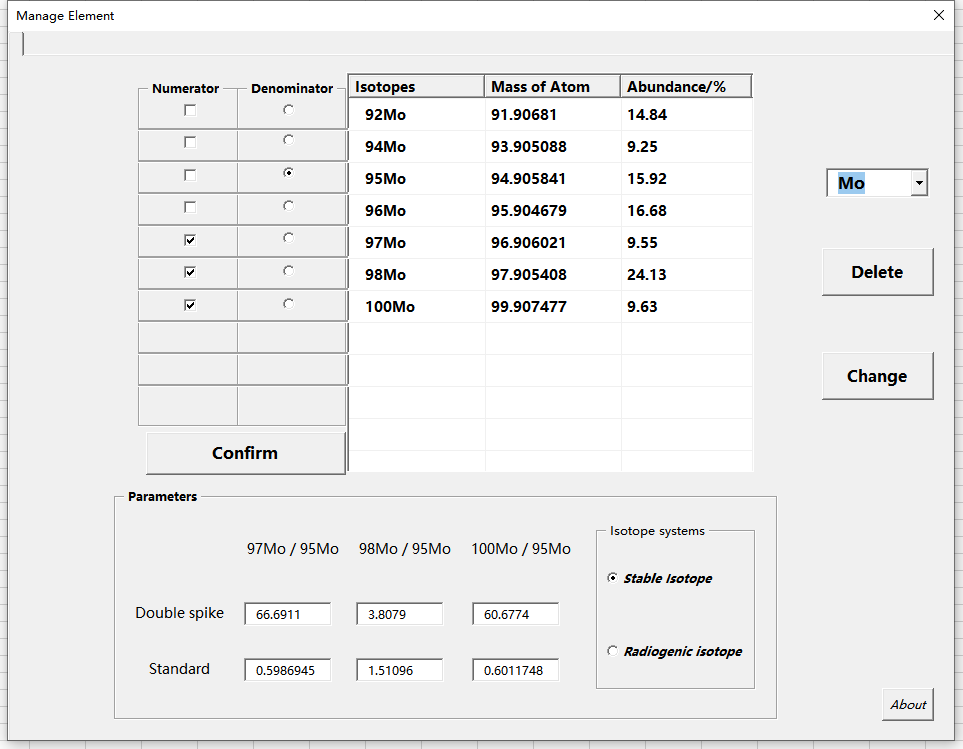 Manage Element
Numerator Denominator Isotopes Mass of Atom Abundance/%
92Mo 91.90681 14.84
94Mo 93.905088 9.25
95Mo 94.905841 15.92
96Mo 95.904679 16.68
97Mo 96.906021 9.55
98Mo 97.905408 24.13
100Mo 99.907477 9.63
Mo
Delete
Change
Confirm
Parameters
97Mo / 95Mo 98Mo / 95Mo 100Mo / 95Mo
Double spike 66.6911 3.8079 60.6774
Standard 0.5986945 1.51096 0.6011748
Isotope systems
Stable Isotope
Radiogenic isotope
About